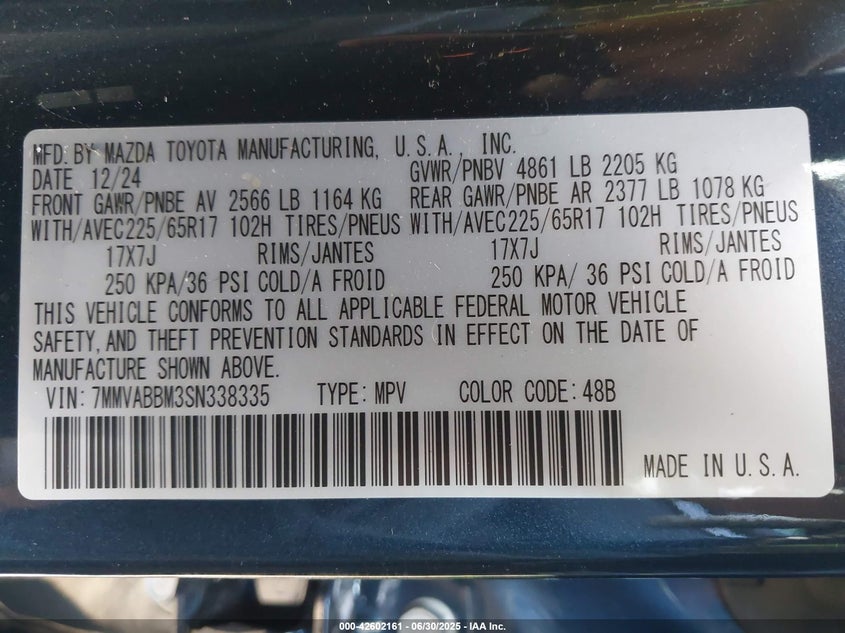 MFD. BY MAZDA TOYOTA MANUFACTURING, U.S.A., INC.
DATE 12/24 GVWR/PNBV 4861 LB 2205 KG
FRONT GAWR/PNBE AV 2566 LB 1164 KG REAR GAWR/PNBE AR 2377 LB 1078 KG
WITH/AVEC225/65R17 102H TIRES/PNEUS WITH/AVEC225/65R17 102H TIRES/PNEUS
17X7J RIMS/JANTES 17X7J RIMS/JANTES
250 KPA/36 PSI COLD/A FROID 250 KPA/ 36 PSI COLD/A FROID
THIS VEHICLE CONFORMS TO ALL APPLICABLE FEDERAL MOTOR VEHICLE
SAFETY, AND THEFT PREVENTION STANDARDS IN EFFECT ON THE DATE OF
MANUFACTURE SHOWN ABOVE.
VIN: 7MMVABBM3SN338335 TYPE: MPV COLOR CODE: 48B
MADE IN U.S.A.
000-42602161 - 06/30/2025 - IAA Inc.